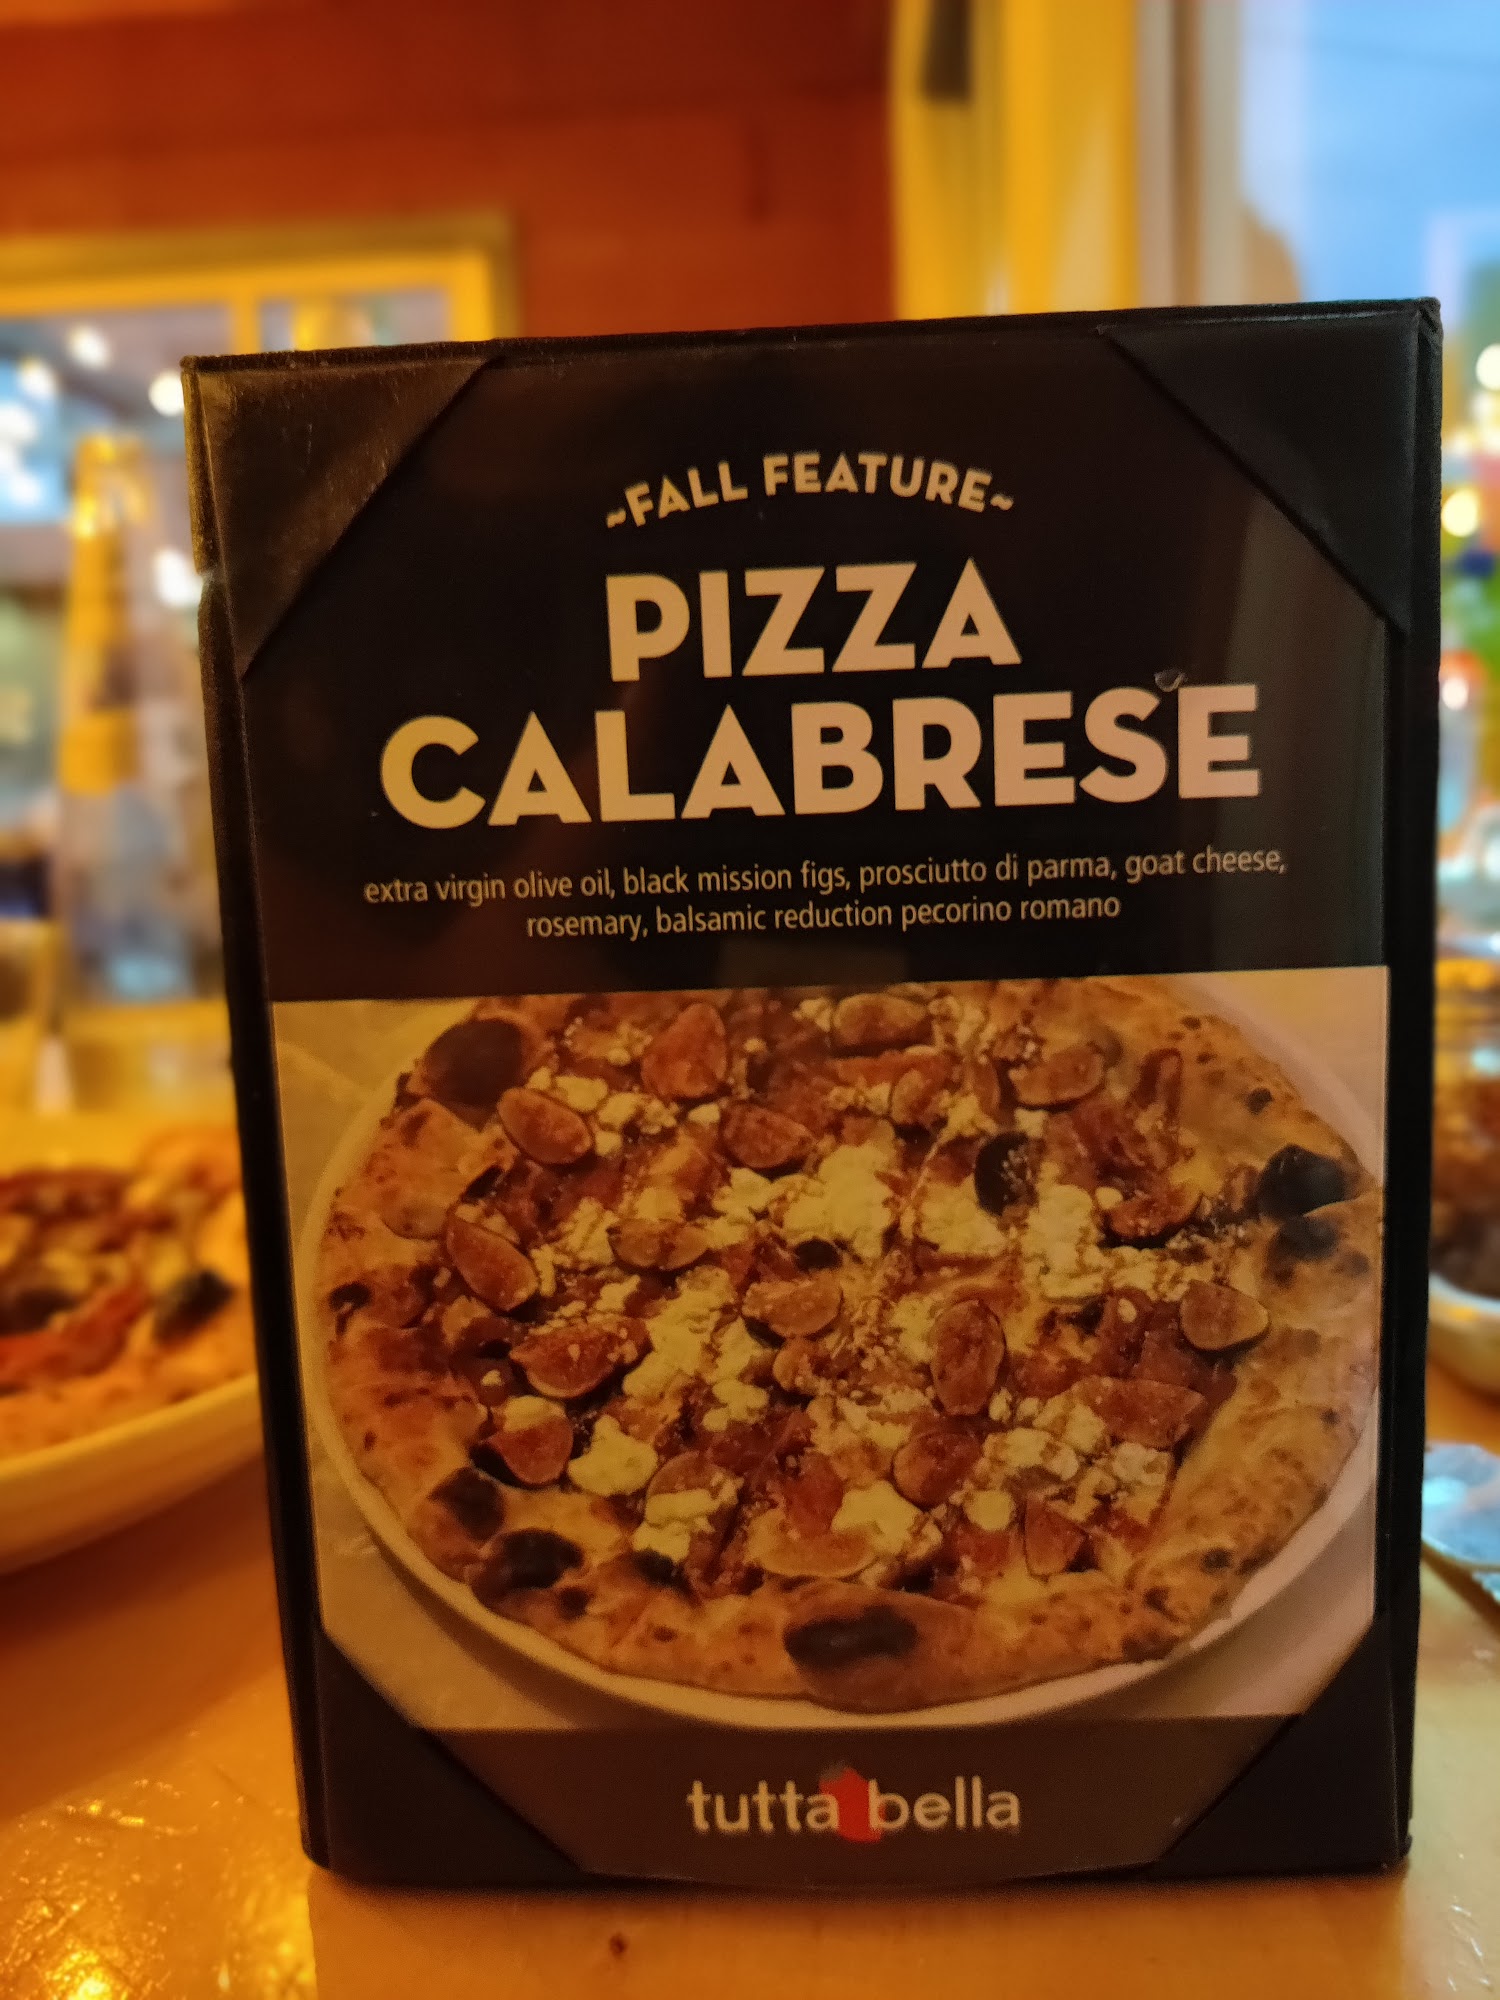 ~FALL FEATURE~
PIZZA
CALABRESE
extra virgin olive oil, black mission figs, prosciutto di parma, goat cheese,
rosemary, balsamic reduction pecorino romano
tutta bella